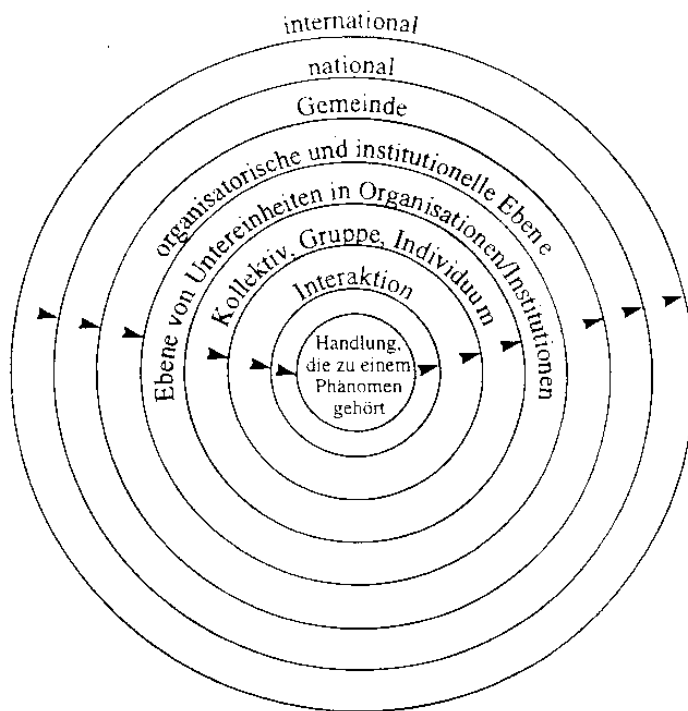 international
national
Gemeinde
organisatorische und institutionelle Ebene
Ebene von Untereinheiten in Organisationen/Institutionen
Kollektiv, Gruppe, Individuum
Interaktion
Handlung,
die zu einem
Phänomen
gehört